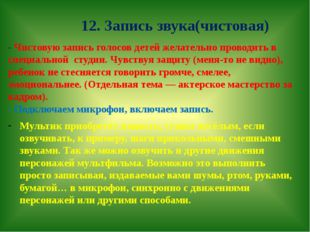 12. Запись звука(чистовая)
- Чистовую запись голосов детей желательно проводить в
специальной студии. Чувствуя защиту (меня-то не видно),
ребенок не стесняется говорить громче, смелее,
эмоциональнее. (Отдельная тема — актерское мастерство за
кадром).
- Подключаем микрофон, включаем запись.
- Мультик
если
озвучивать, к примеру, шаги прикольными, смешными
звуками. Так же можно озвучить и другие движения
персонажей мультфильма. Возможно это выполнить
просто записывая, издаваемые вами шумы, ртом, руками,
бумагой… в микрофон, синхронно с движениями
персонажей или другими способами.